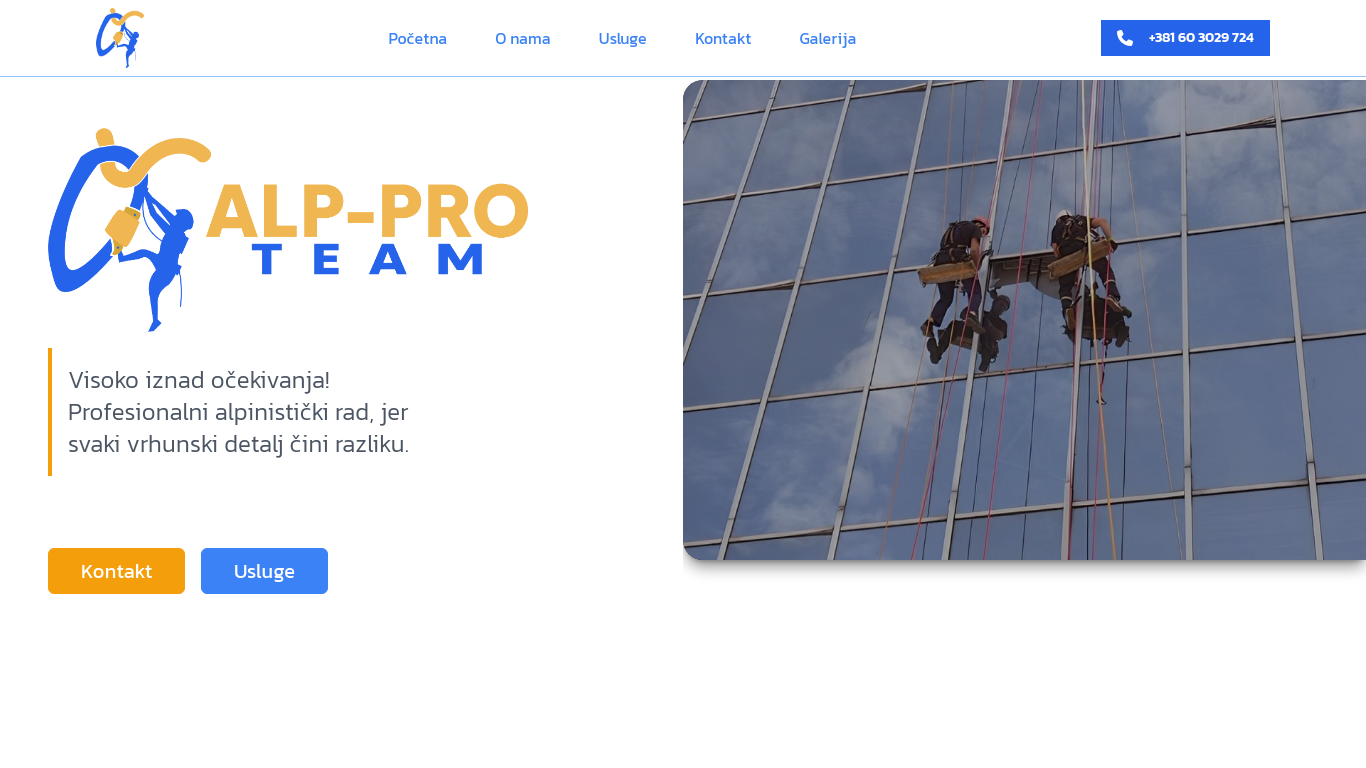 Početna
O nama
Usluge
Kontakt
Galerija
+381 60 3029 724
ALP-PRO
TEAM
Visoko iznad očekivanja!
Profesionalni alpinistički rad, jer
svaki vrhunski detalj čini razliku.
Kontakt
Usluge